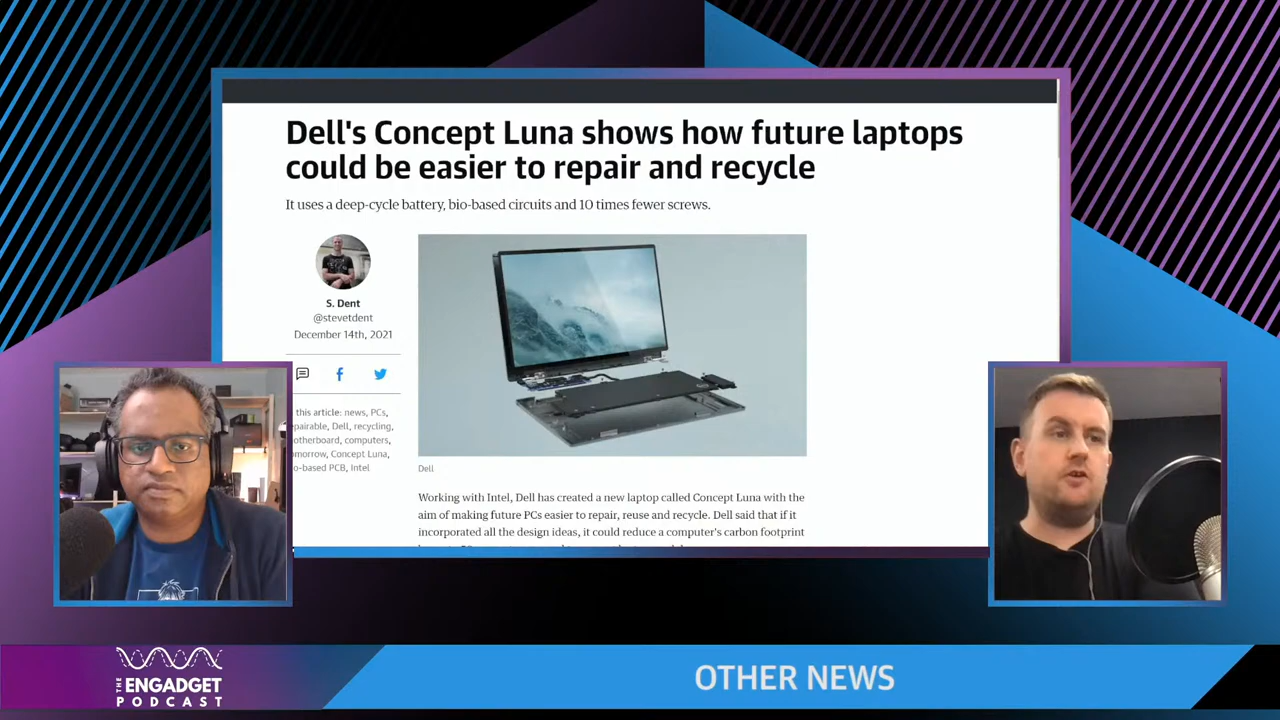 Dell's Concept Luna shows how future laptops
could be easier to repair and recycle
It uses a deep-cycle battery, bio-based circuits and 10 times fewer screws.
S. Dent
@stevetdent
December 14th, 2021
this article: news, PCs,
pairable, Dell, recycling,
otherboard, computers,
morrow, Concept Luna,
o-based PCB, Intel
Dell
Working with Intel, Dell has created a new laptop called Concept Luna with the
aim of making future PCs easier to repair, reuse and recycle. Dell said that if it
incorporated all the design ideas, it could reduce a computer's carbon footprint
THE ENGADGET
PODCAST
OTHER NEWS